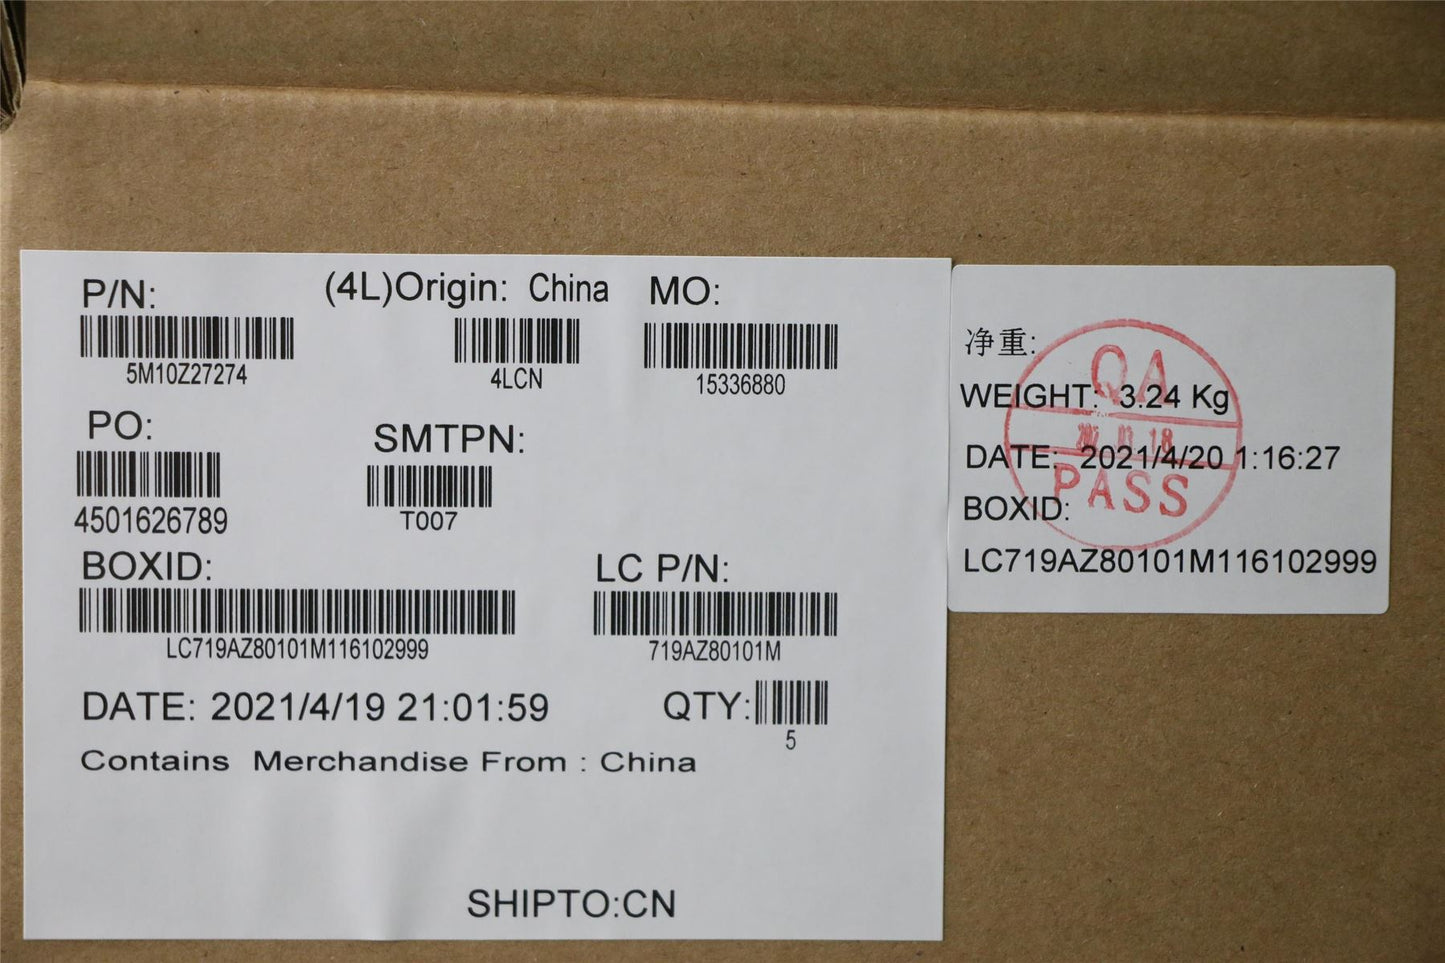 P/N: (4L)Origin: China MO:
5M10Z27274 4LCN 15336880
PO: SMTPN:
4501626789 T007
BOXID: LC P/N:
LC719AZ80101M116102999 719AZ80101M
DATE: 2021/4/19 21:01:59 QTY:
5
Contains Merchandise From : China
SHIPTO:CN
净重:
WEIGHT: 3.24 Kg
DATE: 2021/4/20 1:16:27
BOXID:
LC719AZ80101M116102999
QA
18
PASS